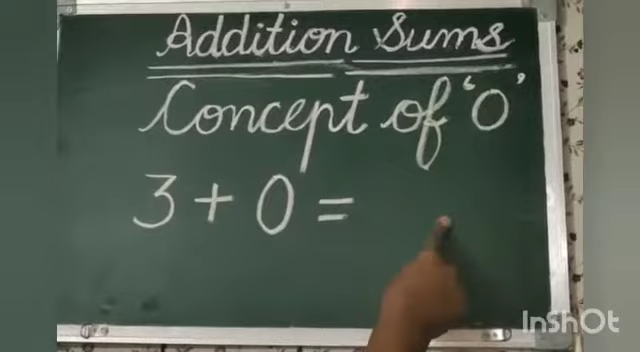 Addition Sums
Concept of '0'
3 + 0 =
InShOt